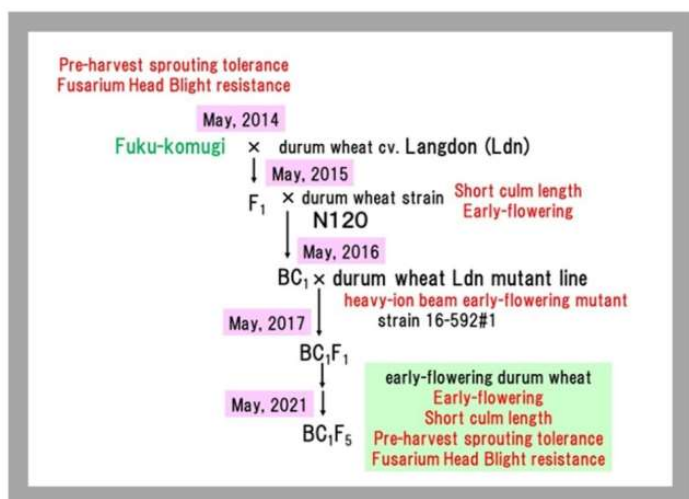 Pre-harvest sprouting tolerance
Fusarium Head Blight resistance
May, 2014
Fuku-komugi × durum wheat cv. Langdon (Ldn)
May, 2015
F₁ × durum wheat strain
N120
Short culm length
Early-flowering
May, 2016
BC₁ × durum wheat Ldn mutant line
heavy-ion beam early-flowering mutant
strain 16-592#1
May, 2017
BC₁F₁
May, 2021
BC₁F₅
early-flowering durum wheat
Early-flowering
Short culm length
Pre-harvest sprouting tolerance
Fusarium Head Blight resistance